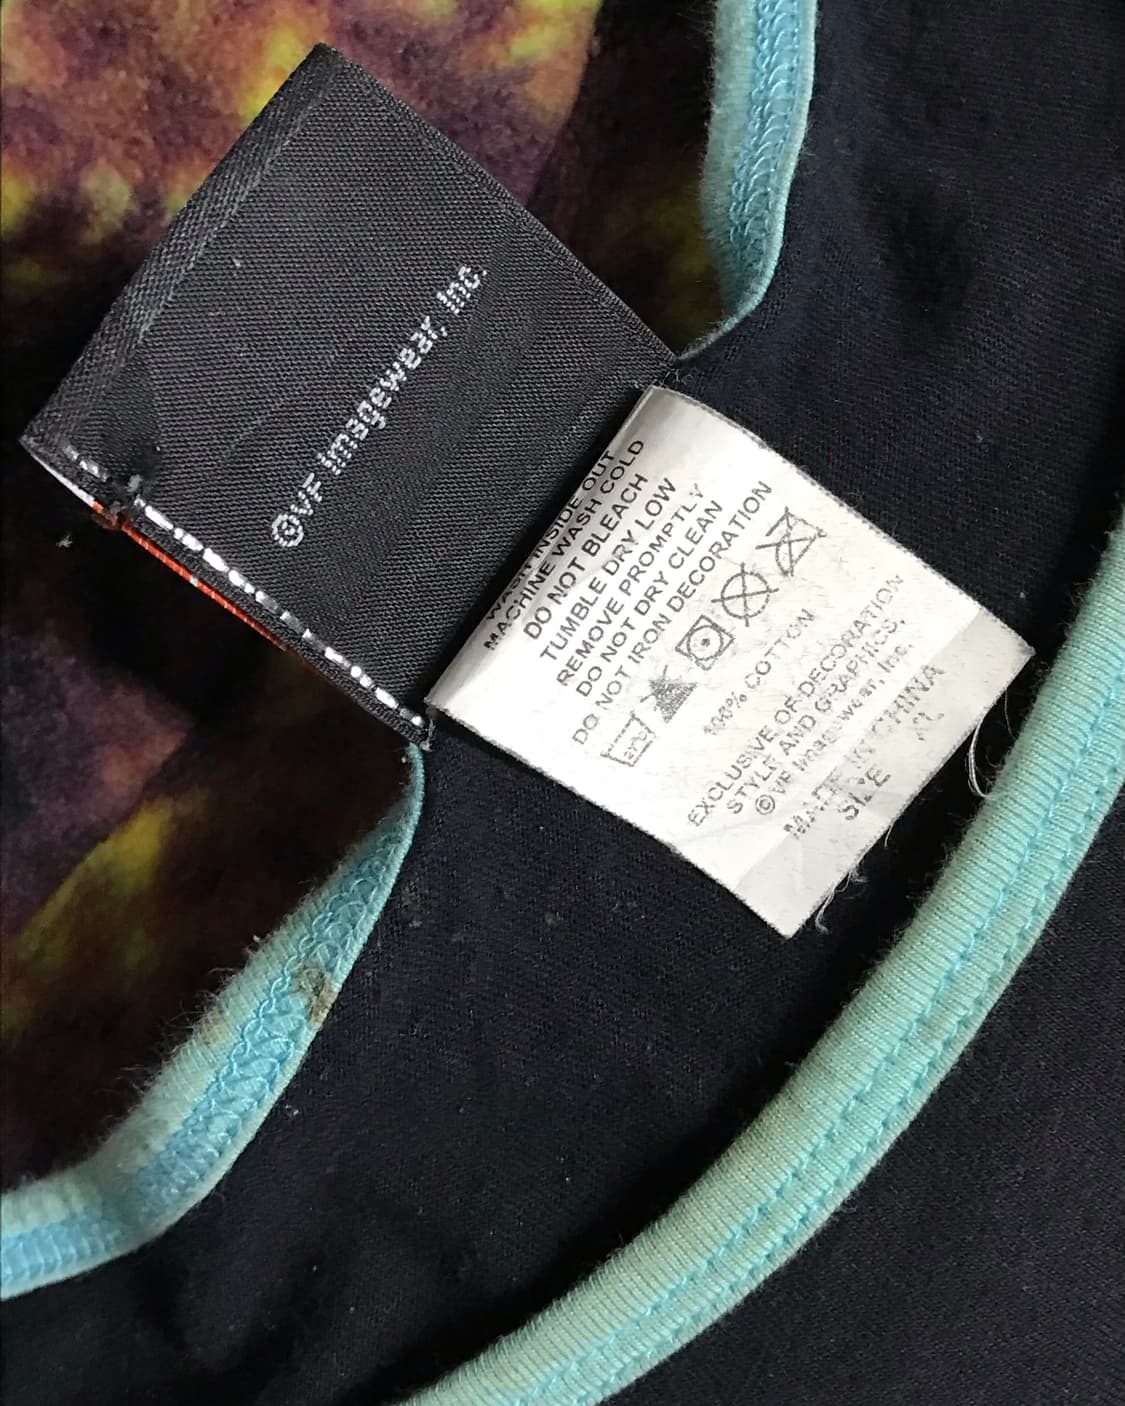 ©VF Imagewear, Inc.
WASH INSIDE OUT
MACHINE WASH COLD
DO NOT BLEACH
TUMBLE DRY LOW
REMOVE PROMPTLY
DO NOT DRY CLEAN
DO NOT IRON DECORATION
100% COTTON
EXCLUSIVE OF DECORATION
STYLE AND GRAPHICS,
©VF Imagewear, Inc.
MADE IN CHINA
SIZE XL